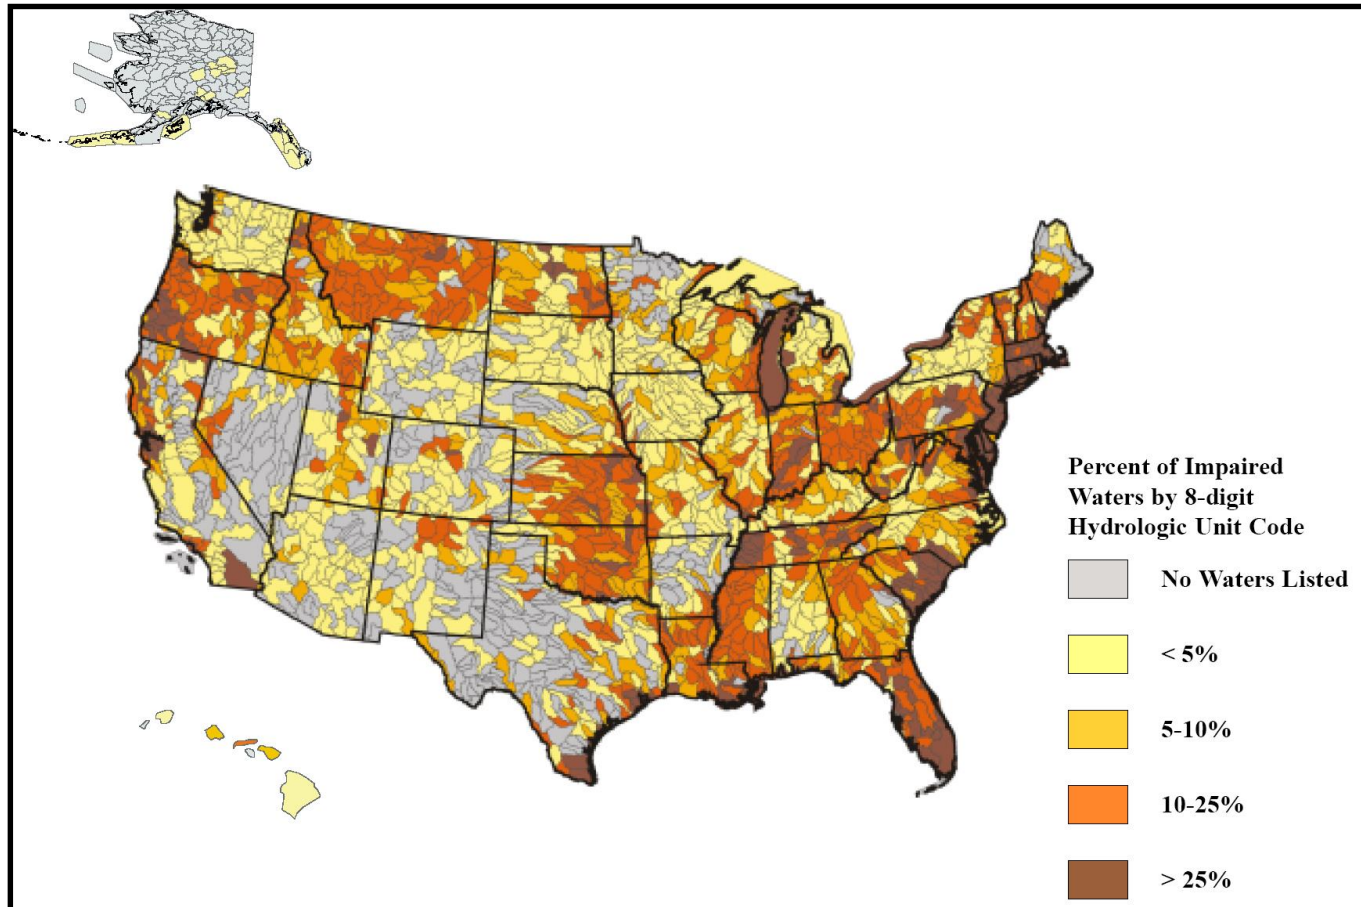 Percent of Impaired
Waters by 8-digit
Hydrologic Unit Code
No Waters Listed
< 5%
5-10%
10-25%
> 25%